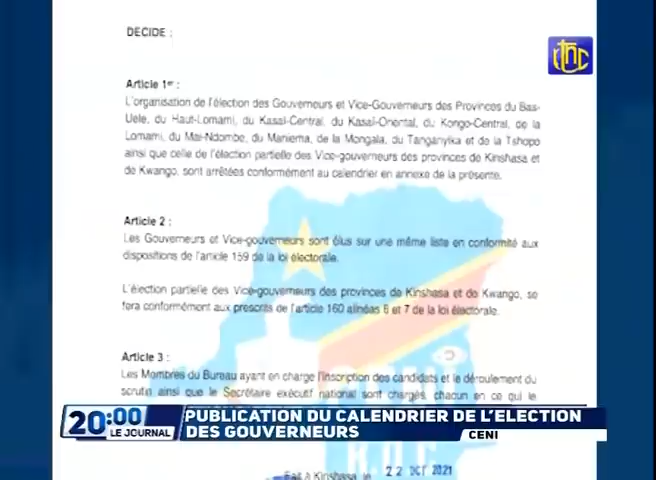 DECIDE :
rtnc
Article 1er :
L'organisation de l'élection des Gouverneurs et Vice-Gouverneurs des Provinces du Bas-
Uele, du Haut-Lomami, du Kasaï-Central, du Kasaï-Oriental, du Kongo-Central, de la
Lomami, du Mai-Ndombe, du Maniema, de la Mongala, du Tanganyika et de la Tshopo
ainsi que celle de l'élection partielle des Vice-gouverneurs des provinces de Kinshasa et
de Kwango, sont arrêtées conformément au calendrier en annexe de la présente.
Article 2 :
Les Gouverneurs et Vice-gouverneurs sont élus sur une même liste en conformité aux
dispositions de l'article 159 de la loi électorale.
L'élection partielle des Vice-gouverneurs des provinces de Kinshasa et de Kwango, se
fera conformément aux prescrits de l'article 160 alinéas 6 et 7 de la loi électorale.
Article 3 :
Les Membres du Bureau ayant en charge l'inscription des candidats et le déroulement du
scrutin ainsi que le Secrétaire exécutif national sont chargés, chacun en ce qui le
20:00
LE JOURNAL
PUBLICATION DU CALENDRIER DE L'ELECTION
DES GOUVERNEURS
CENI
R.D.C
Fait à Kinshasa, le 22 OCT 2021